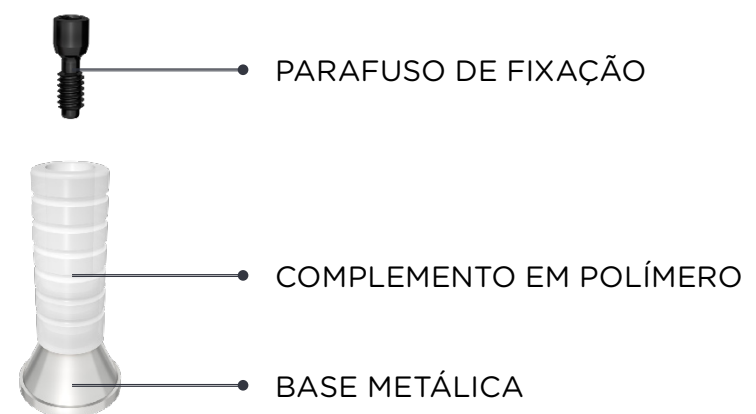 PARAFUSO DE FIXAÇÃO
COMPLEMENTO EM POLÍMERO
BASE METÁLICA